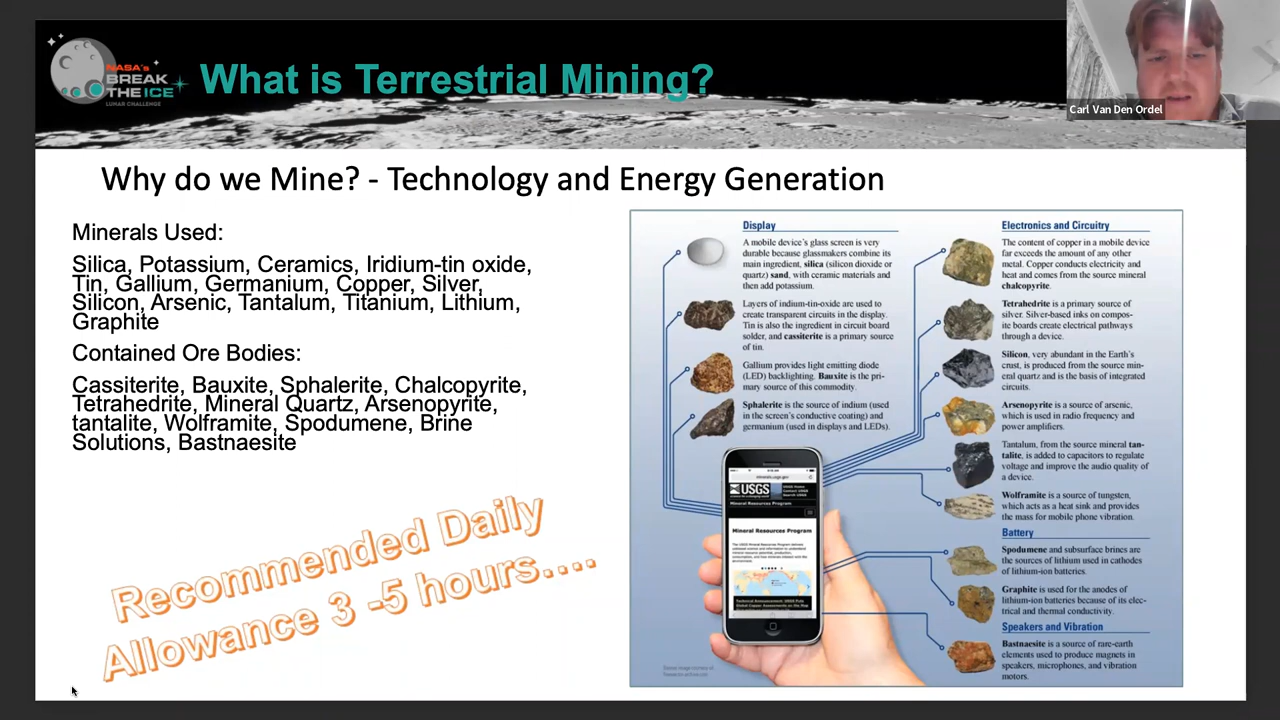 NASA's
BREAK
THE ICE
LUNAR CHALLENGE
What is Terrestrial Mining?
Carl Van Den Ordel
Why do we Mine? - Technology and Energy Generation
Minerals Used:
Silica, Potassium, Ceramics, Iridium-tin oxide,
Tin, Gallium, Germanium, Copper, Silver,
Silicon, Arsenic, Tantalum, Titanium, Lithium,
Graphite
Contained Ore Bodies:
Cassiterite, Bauxite, Sphalerite, Chalcopyrite,
Tetrahedrite, Mineral Quartz, Arsenopyrite,
tantalite, Wolframite, Spodumene, Brine
Solutions, Bastnaesite
Recommended Daily
Allowance 3 -5 hours....
Display
A mobile device's glass screen is very
durable because glassmakers combine its
main ingredient, silica (silicon dioxide or
quartz) sand, with ceramic materials and
then add potassium.
Layers of indium-tin-oxide are used to
create transparent circuits in the display.
Tin is also the ingredient in circuit board
solder, and cassiterite is a primary source
of tin.
Gallium provides light emitting diode
(LED) backlighting. Bauxite is the pri-
mary source of this commodity.
Sphalerite is the source of indium (used
in the screen's conductive coating) and
germanium (used in displays and LEDs).
Electronics and Circuitry
The content of copper in a mobile device
far exceeds the amount of any other
metal. Copper conducts electricity and
heat and comes from the source mineral
chalcopyrite.
Tetrahedrite is a primary source of
silver. Silver-based inks on compos-
ite boards create electrical pathways
through a device.
Silicon, very abundant in the Earth's
crust, is produced from the source min-
eral quartz and is the basis of integrated
circuits.
Arsenopyrite is a source of arsenic,
which is used in radio frequency and
power amplifiers.
Tantalum, from the source mineral tan-
talite, is added to capacitors to regulate
voltage and improve the audio quality of
a device.
Wolframite is a source of tungsten,
which acts as a heat sink and provides
the mass for mobile phone vibration.
Battery
Spodumene and subsurface brines are
the sources of lithium used in cathodes
of lithium-ion batteries.
Graphite is used for the anodes of
lithium-ion batteries because of its elec-
trical and thermal conductivity.
Speakers and Vibration
Bastnaesite is a source of rare-earth
elements used to produce magnets in
speakers, microphones, and vibration
motors.
USGS
Mineral Resources Program
Mineral Resources Program